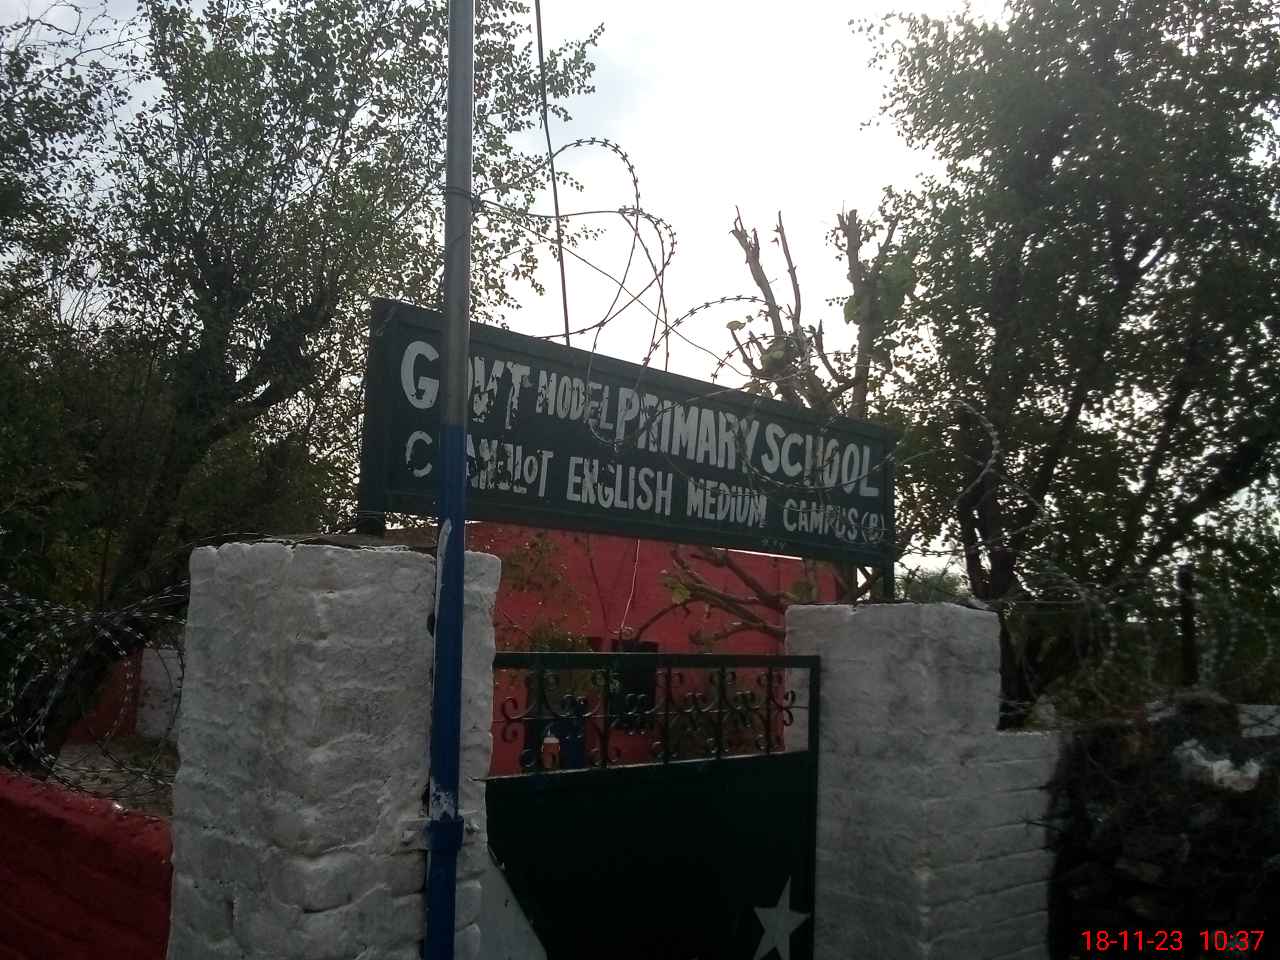 GOVT MODEL PRIMARY SCHOOL
ENGLISH MEDIUM CAMPUS (B)
18-11-23 10:37